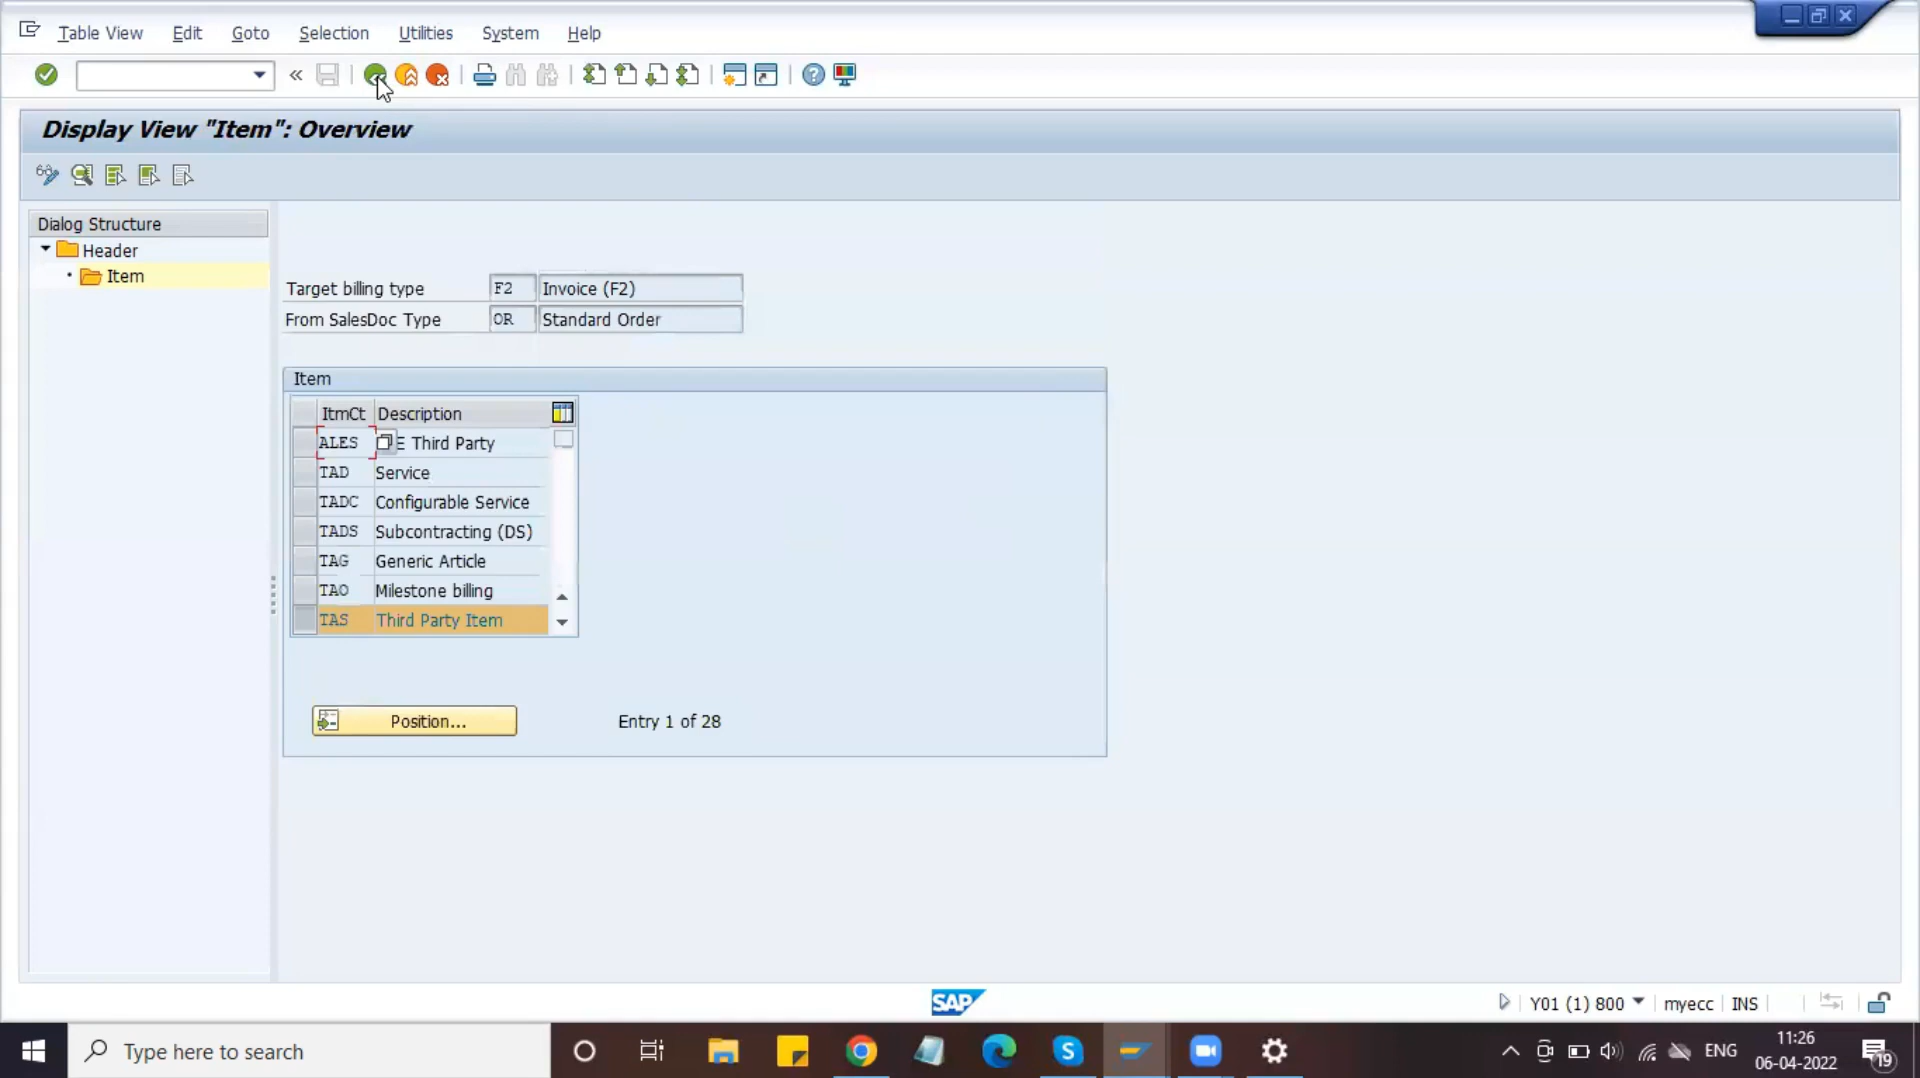 Table View Edit Goto Selection Utilities System Help
Display View "Item": Overview
Dialog Structure
Header
Item
Target billing type F2 Invoice (F2)
From SalesDoc Type OR Standard Order
Item
ItmCt Description
ALES E Third Party
TAD Service
TADC Configurable Service
TADS Subcontracting (DS)
TAG Generic Article
TAO Milestone billing
TAS Third Party Item
Position... Entry 1 of 28
SAP
Y01 (1) 800 myecc INS
Type here to search
ENG
11:26
06-04-2022
19